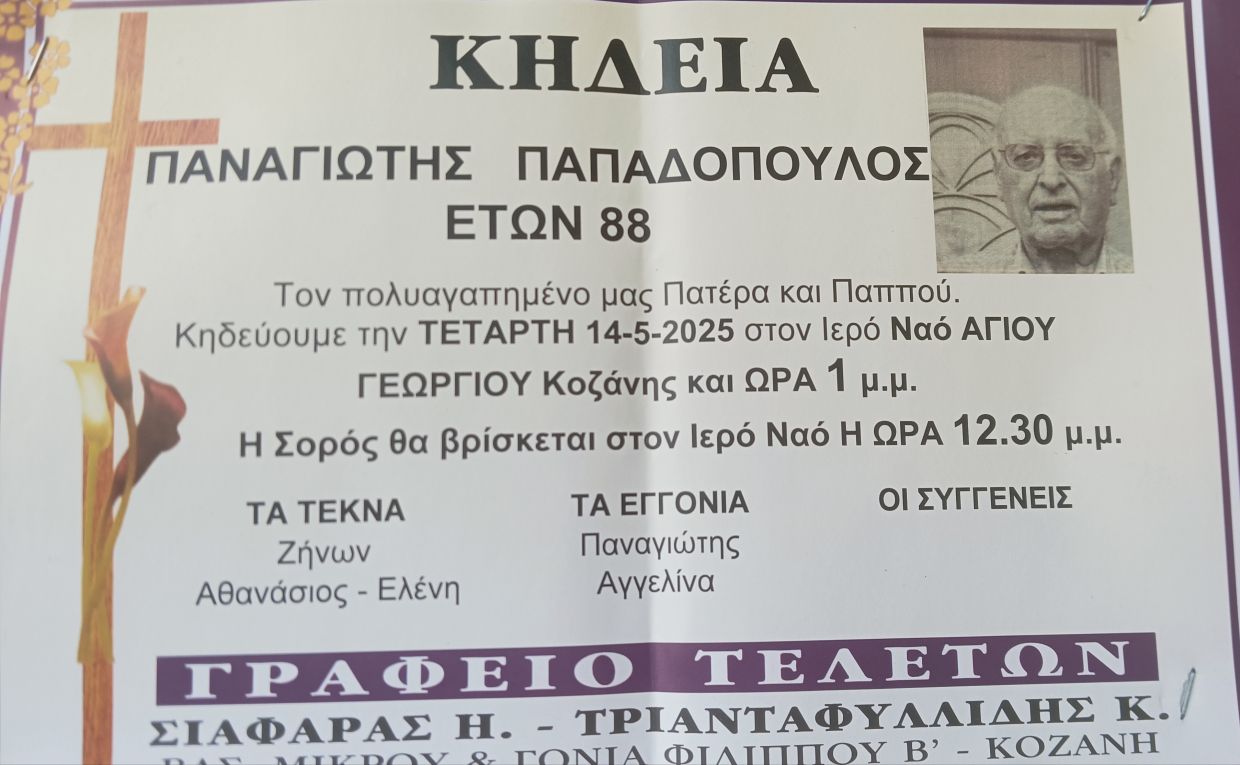 ΚΗΔΕΙΑ
ΠΑΝΑΓΙΩΤΗΣ ΠΑΠΑΔΟΠΟΥΛΟΣ
ΕΤΩΝ 88
Τον πολυαγαπημένο μας Πατέρα και Παππού.
Κηδεύουμε την ΤΕΤΑΡΤΗ 14-5-2025 στον Ιερό Ναό ΑΓΙΟΥ
ΓΕΩΡΓΙΟΥ Κοζάνης και ΩΡΑ 1 μ.μ.
Η Σορός θα βρίσκεται στον Ιερό Ναό Η ΩΡΑ 12.30 μ.μ.
ΤΑ ΤΕΚΝΑ
Ζήνων
Αθανάσιος - Ελένη
ΤΑ ΕΓΓΟΝΙΑ
Παναγιώτης
Αγγελίνα
ΟΙ ΣΥΓΓΕΝΕΙΣ
ΓΡΑΦΕΙΟ ΤΕΛΕΤΩΝ
ΣΙΑΦΑΡΑΣ Η. - ΤΡΙΑΝΤΑΦΥΛΛΙΔΗΣ Κ.
ΒΑΣ. ΜΙΚΡΟΥ & ΓΩΝΙΑ ΦΙΛΙΠΠΟΥ Β' - ΚΟΖΑΝΗ